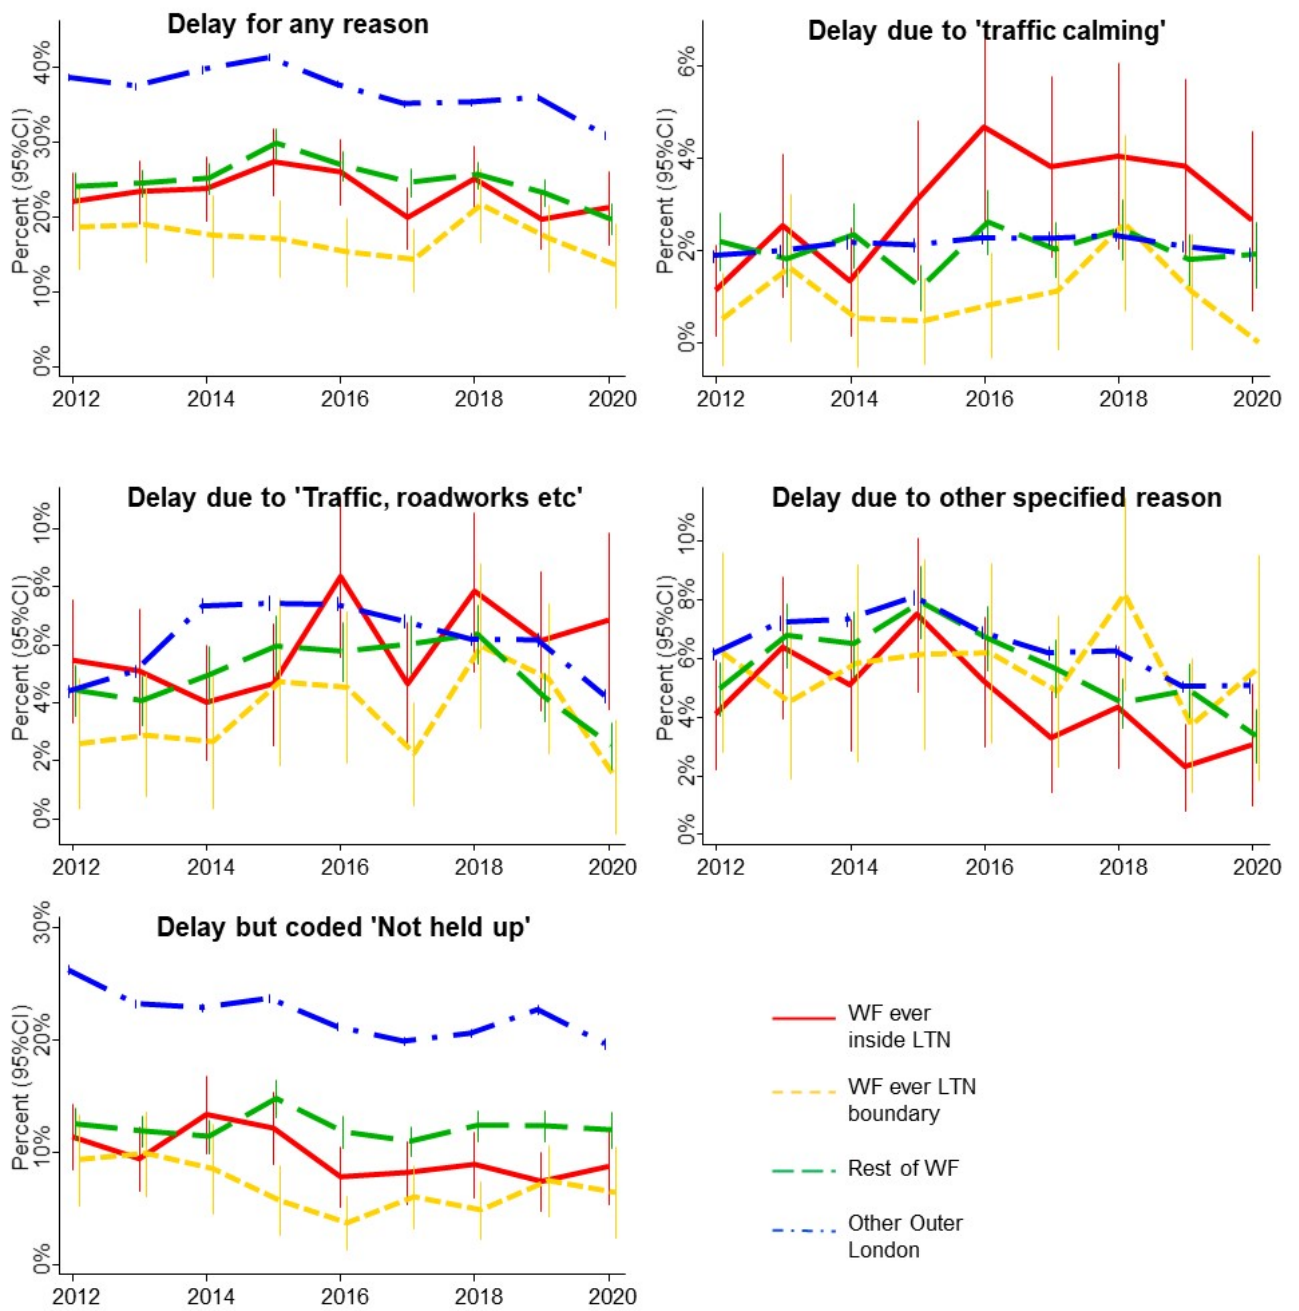 Delay for any reason
Percent (95%CI)
0% 10% 20% 30% 40%
2012 2014 2016 2018 2020
Delay due to 'traffic calming'
Percent (95%CI)
0% 2% 4% 6%
2012 2014 2016 2018 2020
Delay due to 'Traffic, roadworks etc'
Percent (95%CI)
0% 2% 4% 6% 8% 10%
2012 2014 2016 2018 2020
Delay due to other specified reason
Percent (95%CI)
0% 2% 4% 6% 8% 10%
2012 2014 2016 2018 2020
Delay but coded 'Not held up'
Percent (95%CI)
0% 10% 20% 30%
2012 2014 2016 2018 2020
WF ever
inside LTN
WF ever LTN
boundary
Rest of WF
Other Outer
London